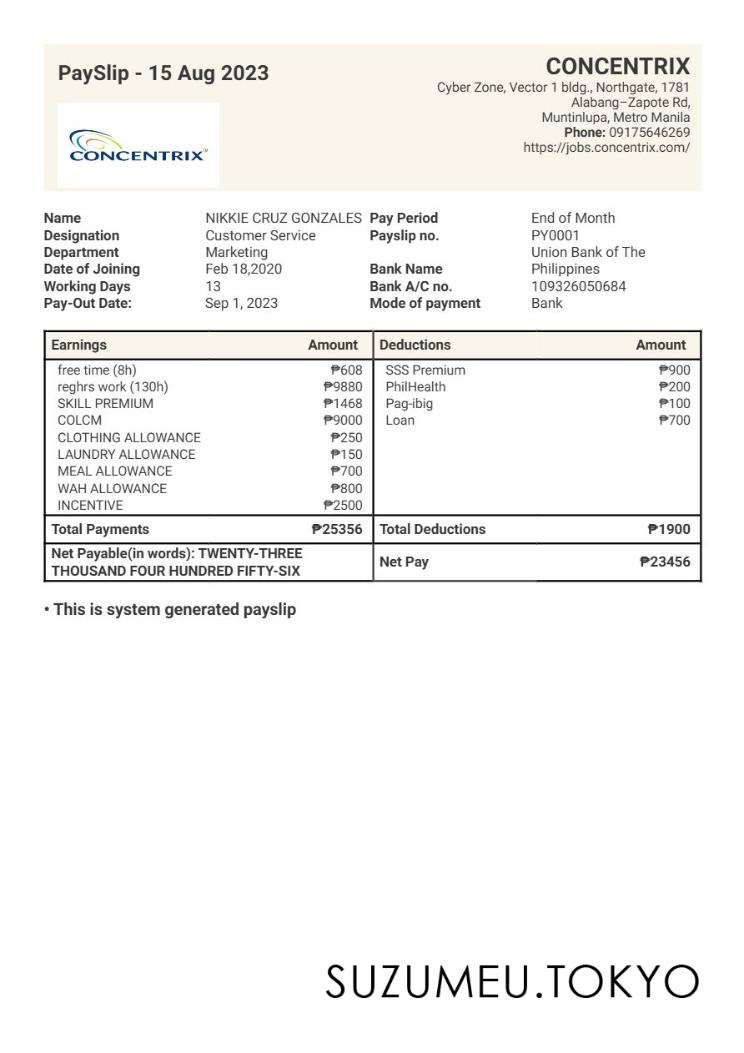 PaySlip - 15 Aug 2023
CONCENTRIX
Cyber Zone, Vector 1 bldg., Northgate, 1781
Alabang–Zapote Rd,
Muntinlupa, Metro Manila
Phone: 09175646269
https://jobs.concentrix.com/
CONCENTRIX
Name NIKKIE CRUZ GONZALES Pay Period End of Month
Designation Customer Service Payslip no. PY0001
Department Marketing Union Bank of The
Date of Joining Feb 18,2020 Bank Name Philippines
Working Days 13 Bank A/C no. 109326050684
Pay-Out Date: Sep 1, 2023 Mode of payment Bank
Earnings Amount Deductions Amount
free time (8h) ₱608 SSS Premium ₱900
reghrs work (130h) ₱9880 PhilHealth ₱200
SKILL PREMIUM ₱1468 Pag-ibig ₱100
COLCM ₱9000 Loan ₱700
CLOTHING ALLOWANCE ₱250
LAUNDRY ALLOWANCE ₱150
MEAL ALLOWANCE ₱700
WAH ALLOWANCE ₱800
INCENTIVE ₱2500
Total Payments ₱25356 Total Deductions ₱1900
Net Payable(in words): TWENTY-THREE
THOUSAND FOUR HUNDRED FIFTY-SIX
Net Pay ₱23456
• This is system generated payslip
SUZUMEU.TOKYO